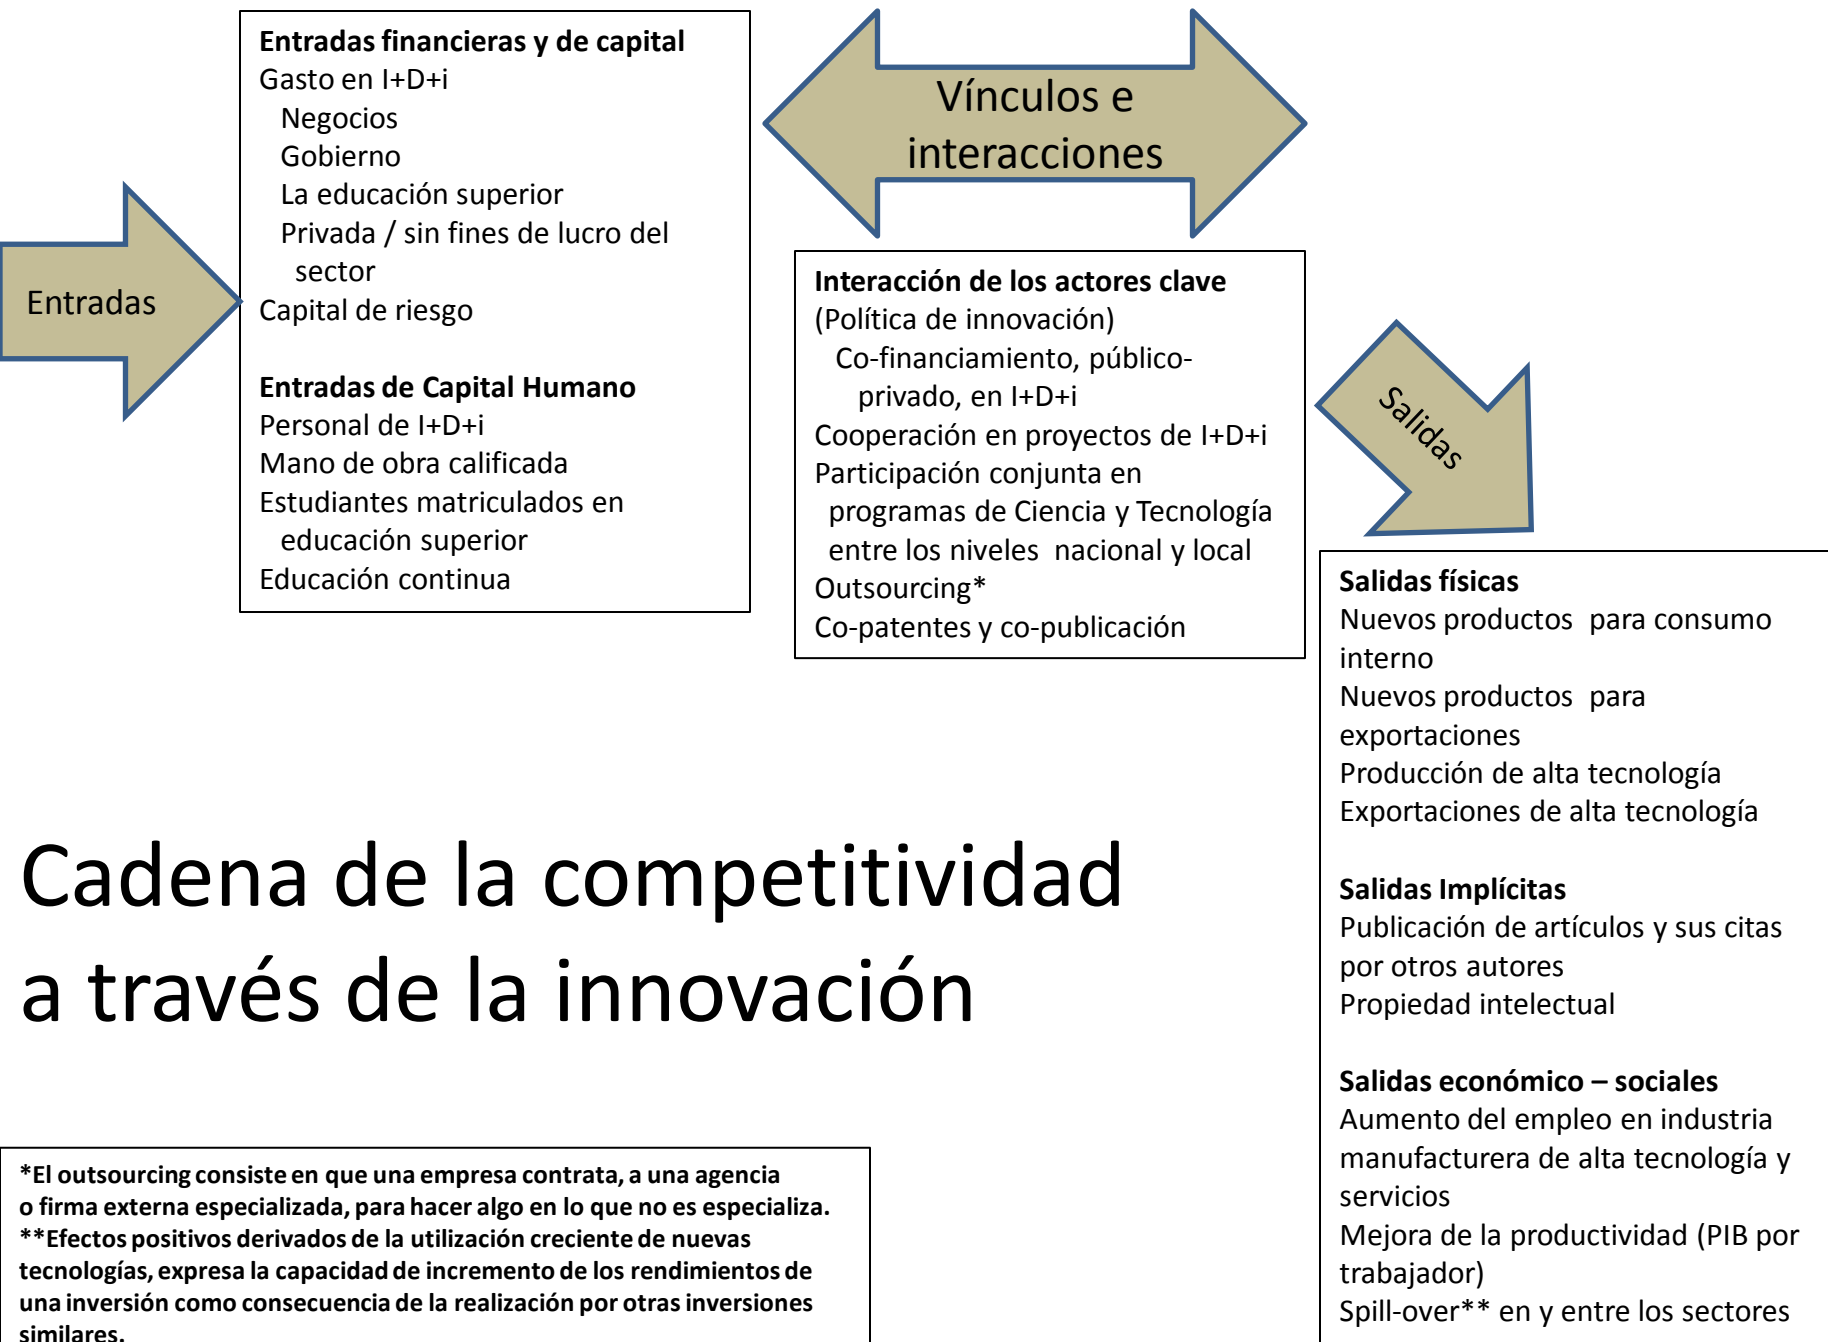 Entradas
Entradas financieras y de capital
Gasto en I+D+i
Negocios
Gobierno
La educación superior
Privada / sin fines de lucro del
sector
Capital de riesgo
Entradas de Capital Humano
Personal de I+D+i
Mano de obra calificada
Estudiantes matriculados en
educación superior
Educación continua
Vínculos e
interacciones
Interacción de los actores clave
(Política de innovación)
Co-financiamiento, público-
privado, en I+D+i
Cooperación en proyectos de I+D+i
Participación conjunta en
programas de Ciencia y Tecnología
entre los niveles  nacional y local
Outsourcing*
Co-patentes y co-publicación
Salidas
Salidas físicas
Nuevos productos  para consumo
interno
Nuevos productos  para
exportaciones
Producción de alta tecnología
Exportaciones de alta tecnología
Salidas Implícitas
Publicación de artículos y sus citas
por otros autores
Propiedad intelectual
Salidas económico – sociales
Aumento del empleo en industria
manufacturera de alta tecnología y
servicios
Mejora de la productividad (PIB por
trabajador)
Spill-over** en y entre los sectores
Cadena de la competitividad
a través de la innovación
*El outsourcing consiste en que una empresa contrata, a una agencia
o firma externa especializada, para hacer algo en lo que no es especializa.
**Efectos positivos derivados de la utilización creciente de nuevas
tecnologías, expresa la capacidad de incremento de los rendimientos de
una inversión como consecuencia de la realización por otras inversiones
similares.